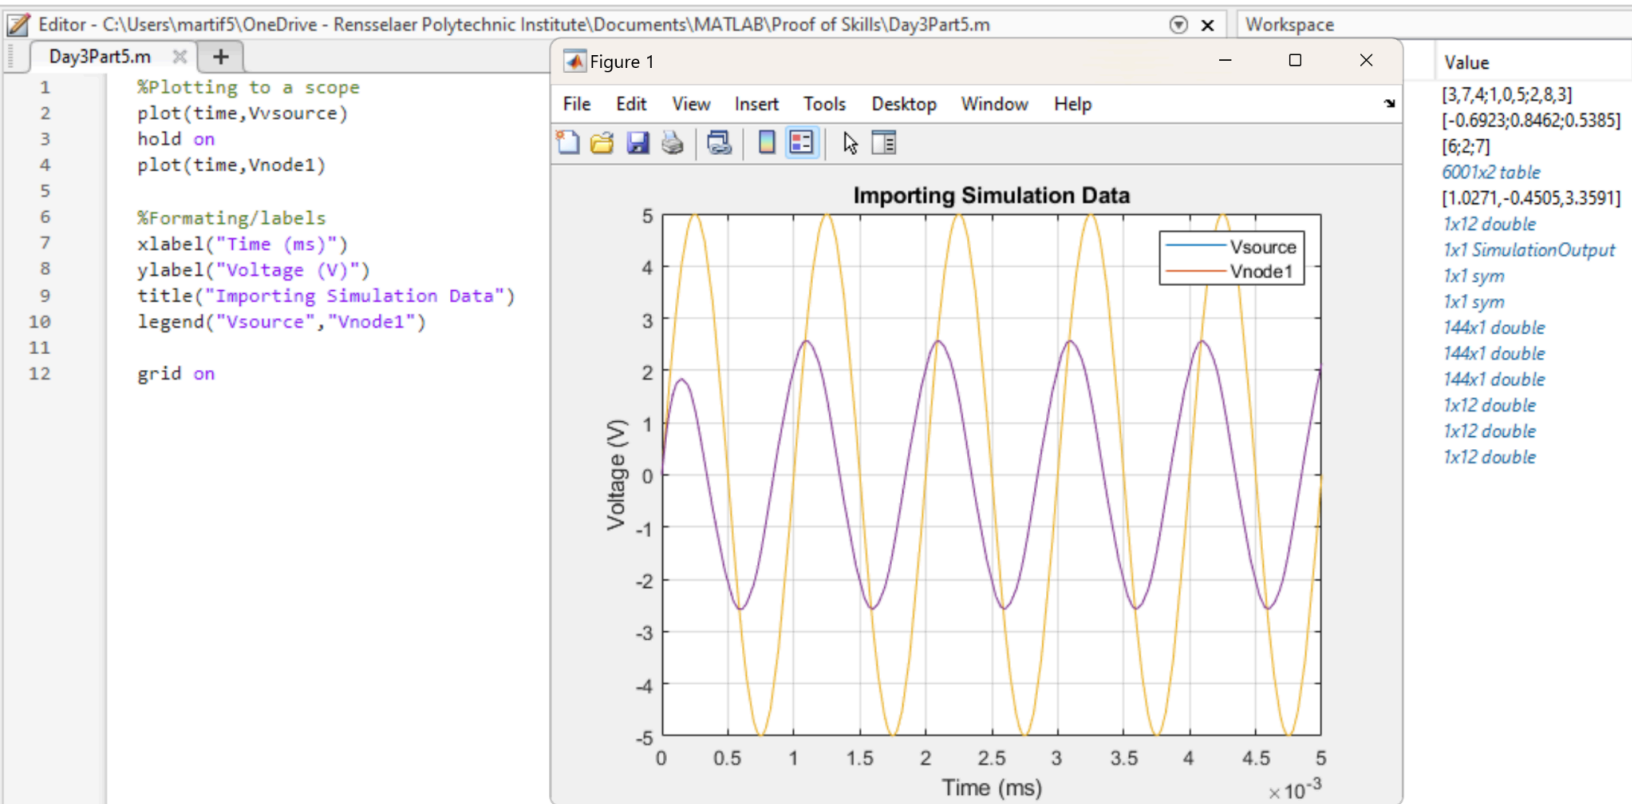 Editor - C:\Users\martif5\OneDrive - Rensselaer Polytechnic Institute\Documents\MATLAB\Proof of Skills\Day3Part5.m
Workspace
Day3Part5.m
1 %Plotting to a scope
2 plot(time,Vvsource)
3 hold on
4 plot(time,Vnode1)
5
6 %Formating/labels
7 xlabel("Time (ms)")
8 ylabel("Voltage (V)")
9 title("Importing Simulation Data")
10 legend("Vsource","Vnode1")
11
12 grid on
Figure 1
File Edit View Insert Tools Desktop Window Help
Importing Simulation Data
Vsource
Vnode1
5
4
3
2
1
0
-1
-2
-3
-4
-5
Voltage (V)
0 0.5 1 1.5 2 2.5 3 3.5 4 4.5 5
Time (ms)
×10-3
Value
[3,7,4;1,0,5;2,8,3]
[-0.6923;0.8462;0.5385]
[6;2;7]
6001x2 table
[1.0271,-0.4505,3.3591]
1x12 double
1x1 SimulationOutput
1x1 sym
1x1 sym
144x1 double
144x1 double
144x1 double
1x12 double
1x12 double
1x12 double